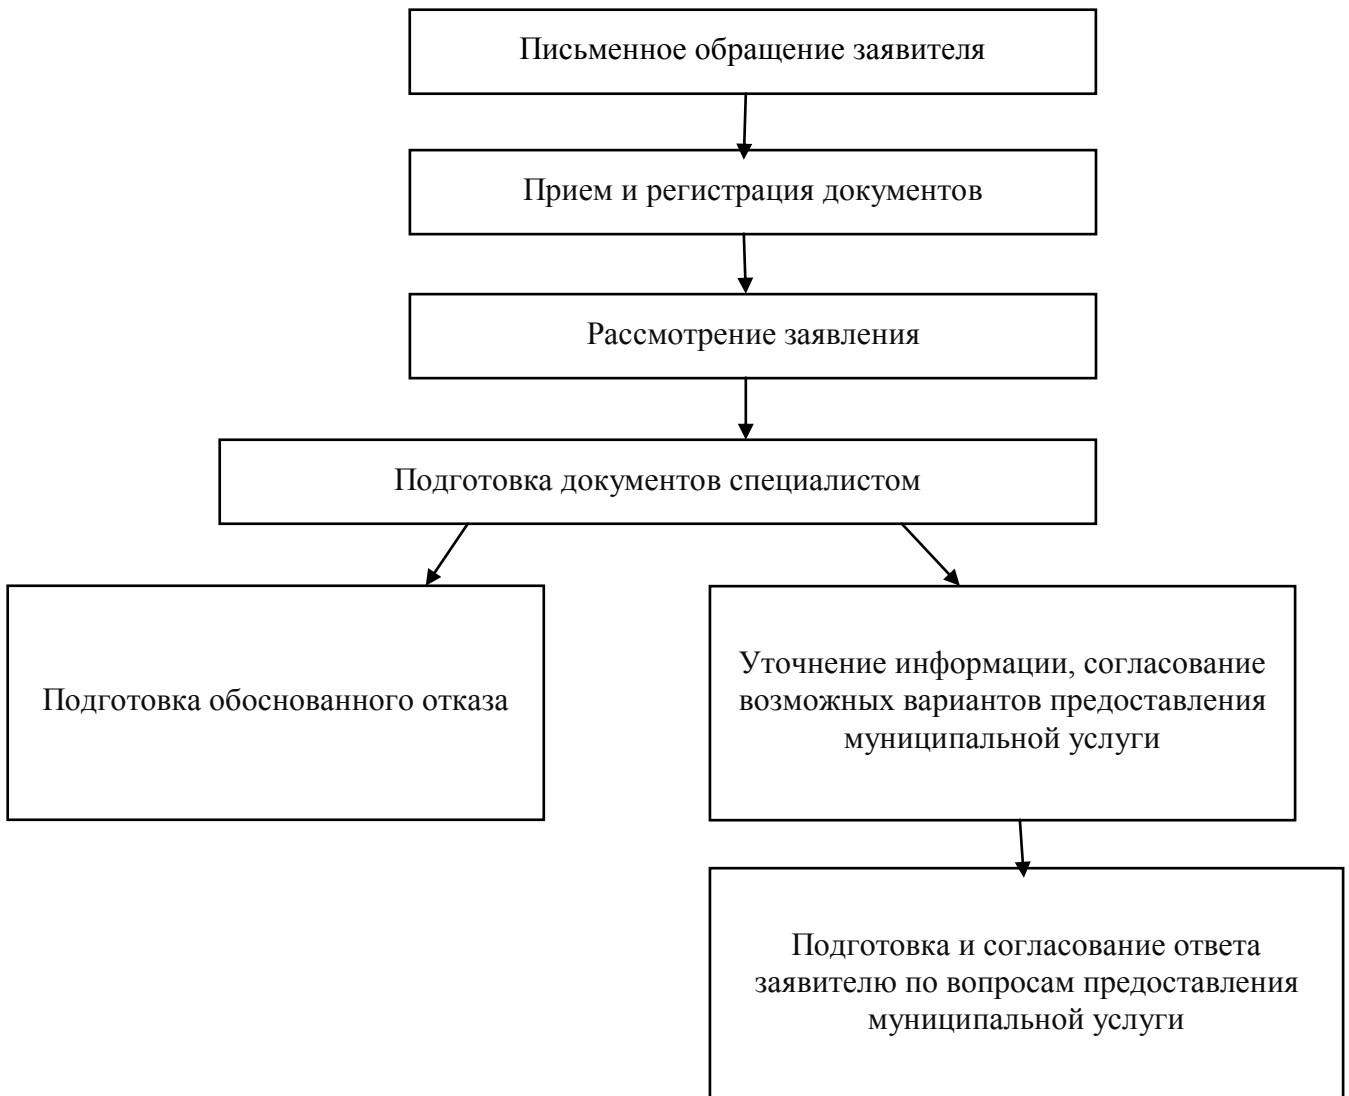 Письменное обращение заявителя
Прием и регистрация документов
Рассмотрение заявления
Подготовка документов специалистом
Подготовка обоснованного отказа
Уточнение информации, согласование
возможных вариантов предоставления
муниципальной услуги
Подготовка и согласование ответа
заявителю по вопросам предоставления
муниципальной услуги